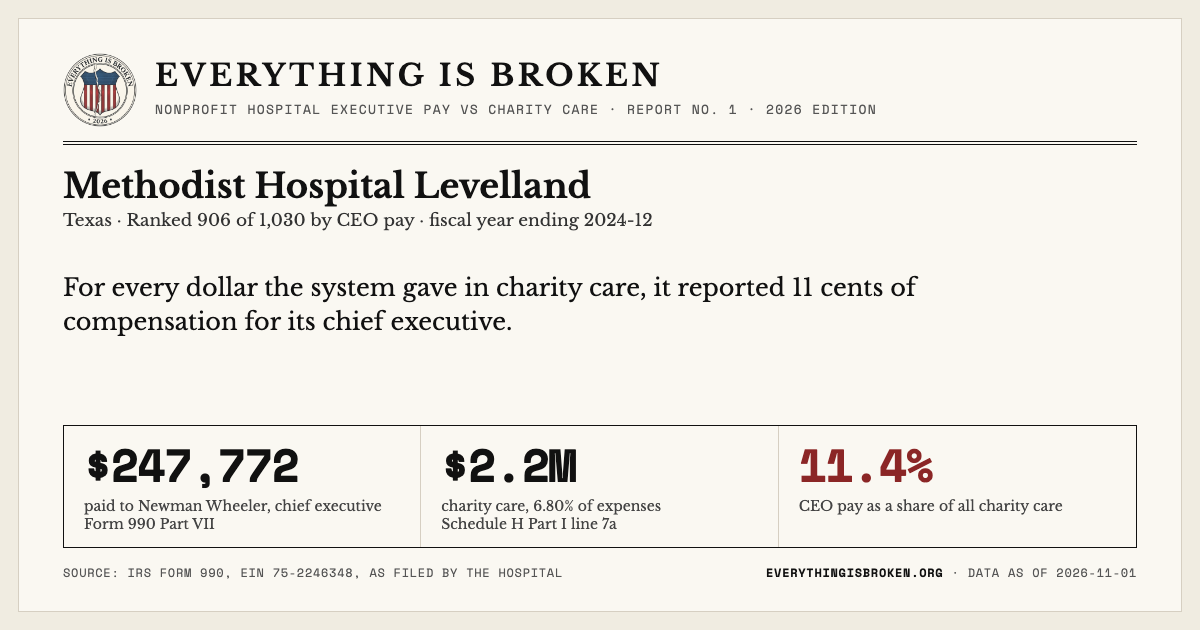 EVERYTHING IS BROKEN
2026
EVERYTHING IS BROKEN
NONPROFIT HOSPITAL EXECUTIVE PAY VS CHARITY CARE · REPORT NO. 1 · 2026 EDITION
Methodist Hospital Levelland
Texas · Ranked 906 of 1,030 by CEO pay · fiscal year ending 2024-12
For every dollar the system gave in charity care, it reported 11 cents of
compensation for its chief executive.
$247,772
paid to Newman Wheeler, chief executive
Form 990 Part VII
$2.2M
charity care, 6.80% of expenses
Schedule H Part I line 7a
11.4%
CEO pay as a share of all charity care
SOURCE: IRS FORM 990, EIN 75-2246348, AS FILED BY THE HOSPITAL
EVERYTHINGISBROKEN.ORG · DATA AS OF 2026-11-01